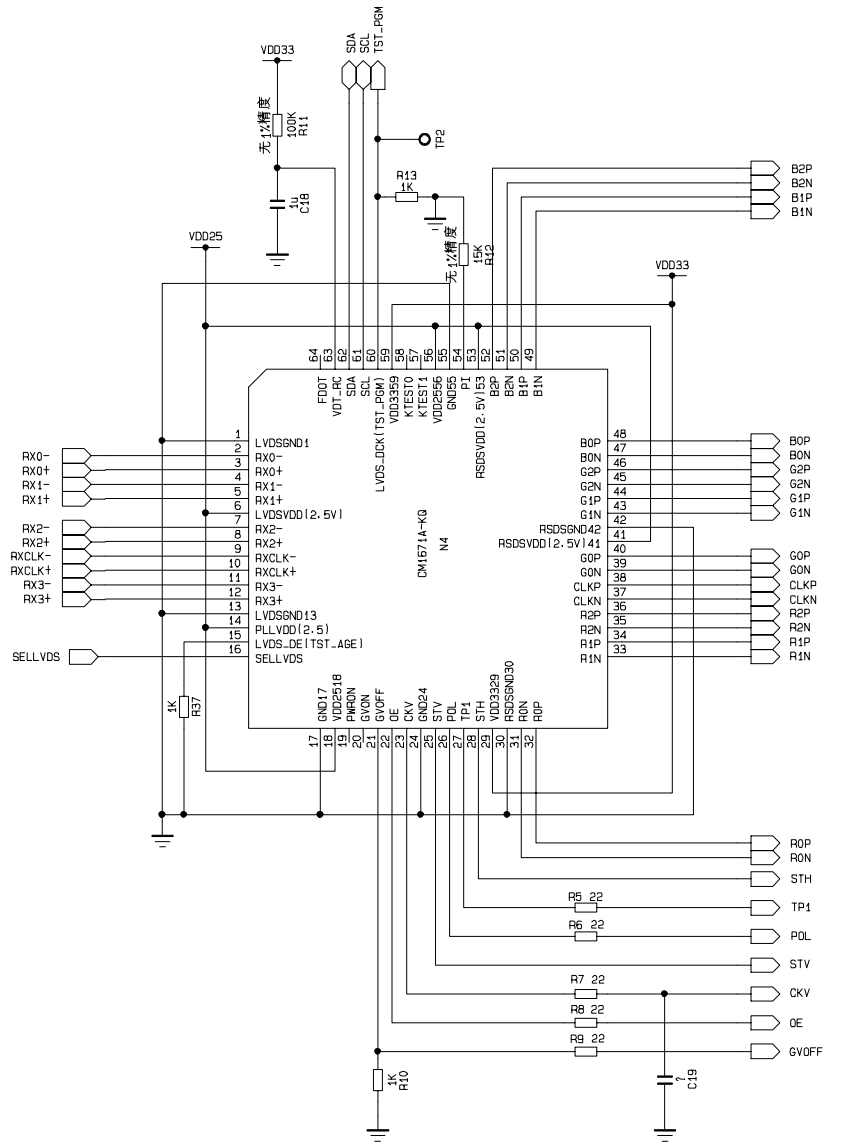 SDA
SCL
TST_PGM
VDD33
无1%精度
100K
R11
TP2
1u
C18
R13
1K
无1%精度
15K
R12
B2P
B2N
B1P
B1N
VDD25
VDD33
64 63 62 61 60 59 58 57 56 55 54 53 52 51 50 49
FDOT
VDT_RC
SDA
SCL
LVDS_DCK(TST_PGM)
VDD3359
KTEST0
KTEST1
VDD2556
GND55
PI
RSDSVDD(2.5V)53
B2P
B2N
B1P
B1N
1 LVDSGND1
RX0- 2 RX0-
RX0+ 3 RX0+
RX1- 4 RX1-
RX1+ 5 RX1+
6 LVDSVDD(2.5V)
RX2- 7 RX2-
RX2+ 8 RX2+
RXCLK- 9 RXCLK-
RXCLK+ 10 RXCLK+
RX3- 11 RX3-
RX3+ 12 RX3+
13 LVDSGND13
14 PLLVDD(2.5)
15 LVDS_DE(TST_AGE)
SELLVDS 16 SELLVDS
CM1671A-KQ
N4
B0P 48 B0P
B0N 47 B0N
G2P 46 G2P
G2N 45 G2N
G1P 44 G1P
G1N 43 G1N
RSDSGND42 42
RSDSVDD(2.5V)41 41
G0P 40 G0P
G0N 39 G0N
CLKP 38 CLKP
CLKN 37 CLKN
R2P 36 R2P
R2N 35 R2N
R1P 34 R1P
R1N 33 R1N
1K
R37
GND17
VDD2518
PWRON
GVON
GVOFF
OE
CKV
GND24
STV
POL
TP1
STH
VDD3329
RSDSGND30
R0N
R0P
17 18 19 20 21 22 23 24 25 26 27 28 29 30 31 32
R0P
R0N
STH
R5 22 TP1
R6 22 POL
STV
R7 22 CKV
R8 22 OE
R9 22 GVOFF
1K
R10
?
C19